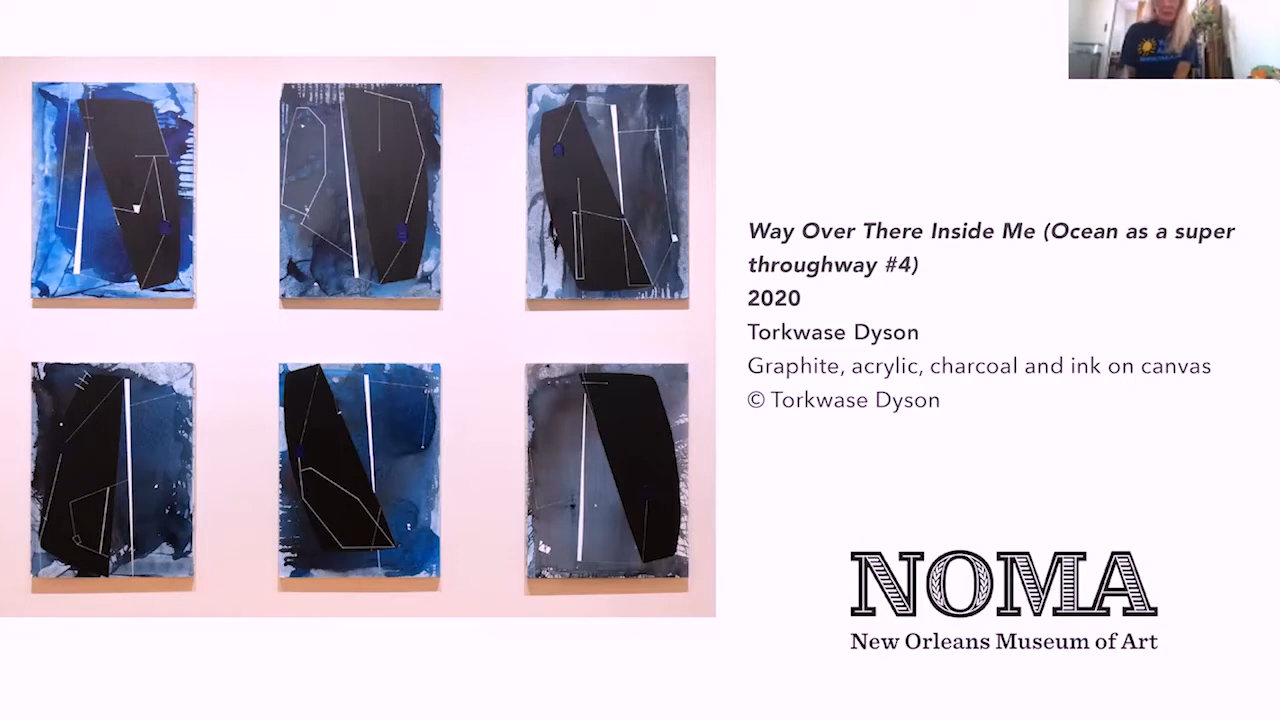 Way Over There Inside Me (Ocean as a super
throughway #4)
2020
Torkwase Dyson
Graphite, acrylic, charcoal and ink on canvas
© Torkwase Dyson
NOMA
New Orleans Museum of Art